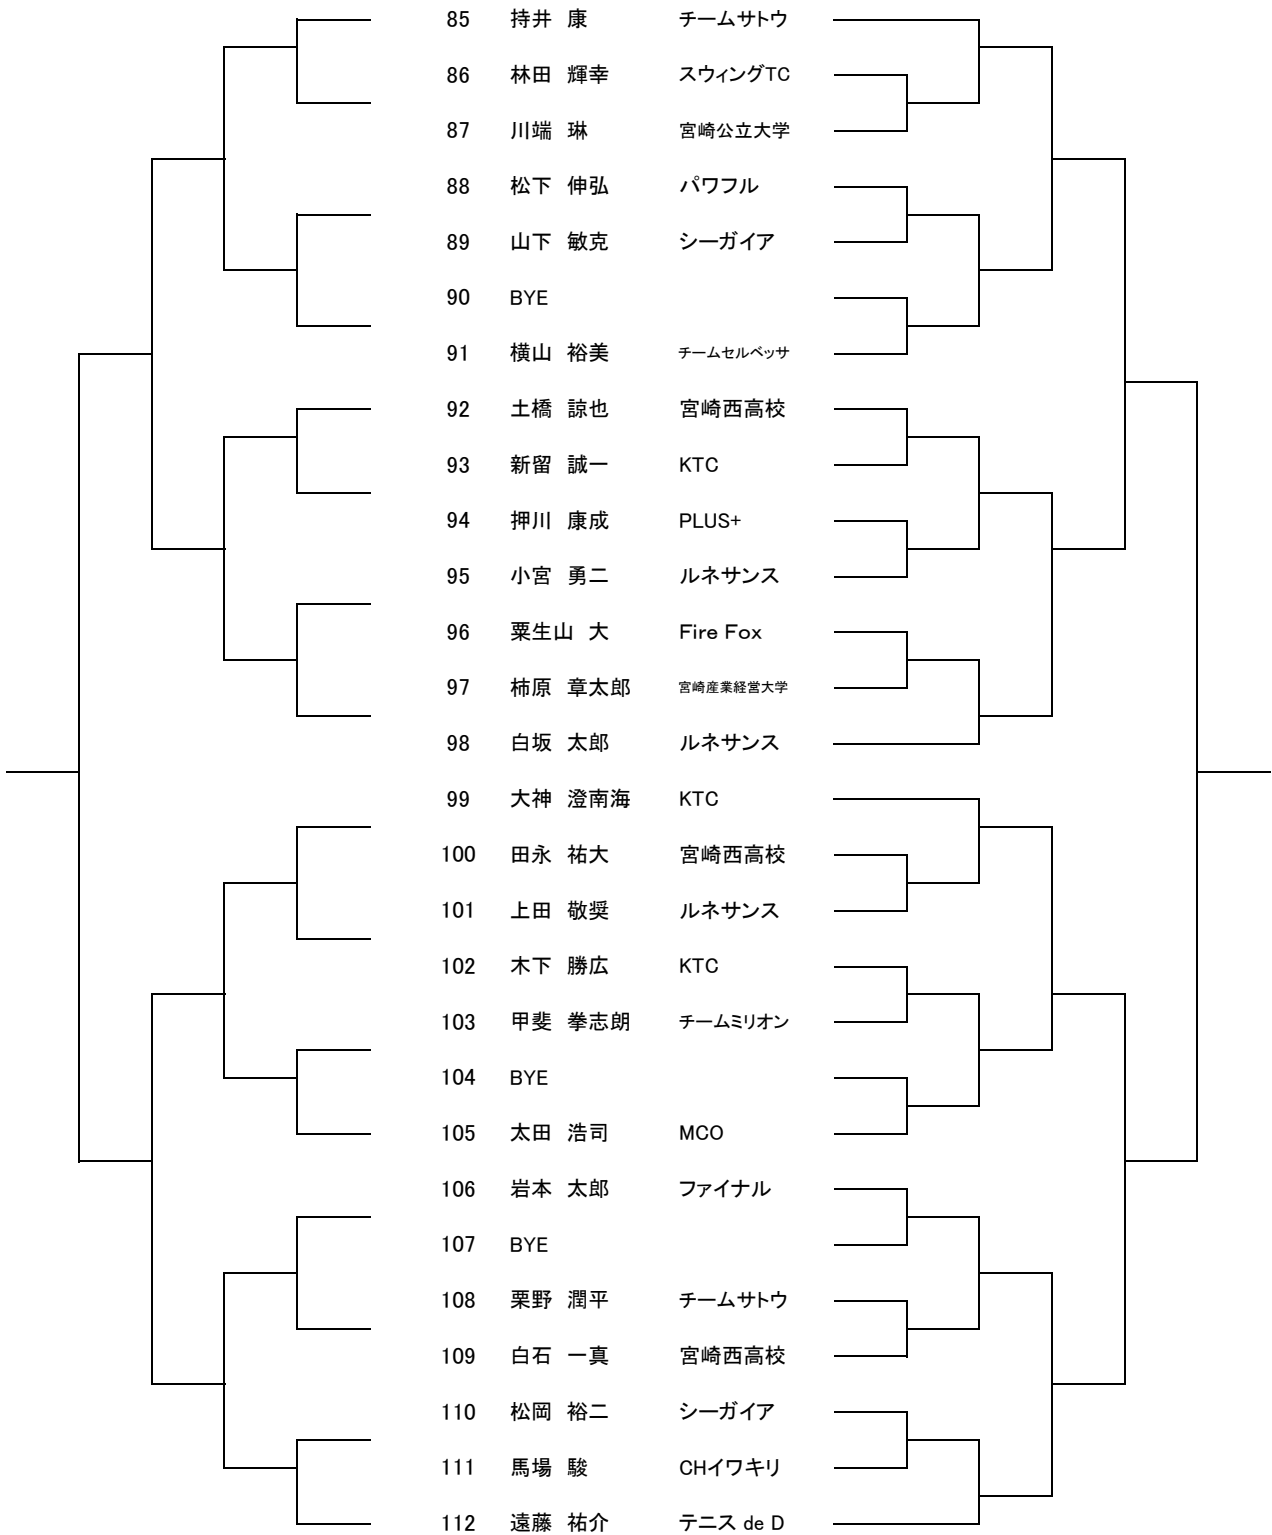 85 持井 康 チームサトウ
86 林田 輝幸 スウィングTC
87 川端 琳 宮崎公立大学
88 松下 伸弘 パワフル
89 山下 敏克 シーガイア
90 BYE
91 横山 裕美 チームセルベッサ
92 土橋 諒也 宮崎西高校
93 新留 誠一 KTC
94 押川 康成 PLUS+
95 小宮 勇二 ルネサンス
96 粟生山 大 Fire Fox
97 柿原 章太郎 宮崎産業経営大学
98 白坂 太郎 ルネサンス
99 大神 澄南海 KTC
100 田永 祐大 宮崎西高校
101 上田 敬奨 ルネサンス
102 木下 勝広 KTC
103 甲斐 拳志朗 チームミリオン
104 BYE
105 太田 浩司 MCO
106 岩本 太郎 ファイナル
107 BYE
108 栗野 潤平 チームサトウ
109 白石 一真 宮崎西高校
110 松岡 裕二 シーガイア
111 馬場 駿 CHイワキリ
112 遠藤 祐介 テニス de D